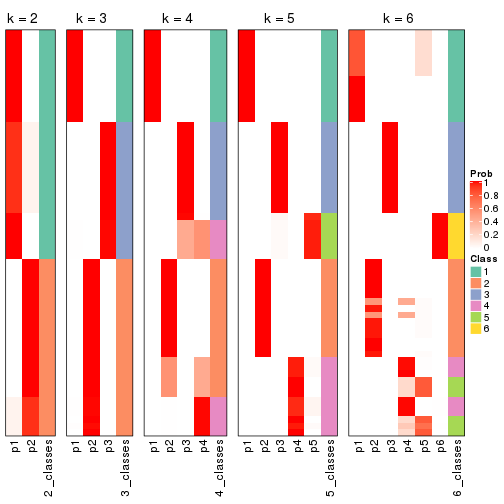 k = 2
k = 3
k = 4
k = 5
k = 6
Prob
1
0.8
0.6
0.4
0.2
0
Class
1
2
3
4
5
6
p1
p2
2_classes
p1
p2
p3
3_classes
p1
p2
p3
p4
4_classes
p1
p2
p3
p4
p5
5_classes
p1
p2
p3
p4
p5
p6
6_classes